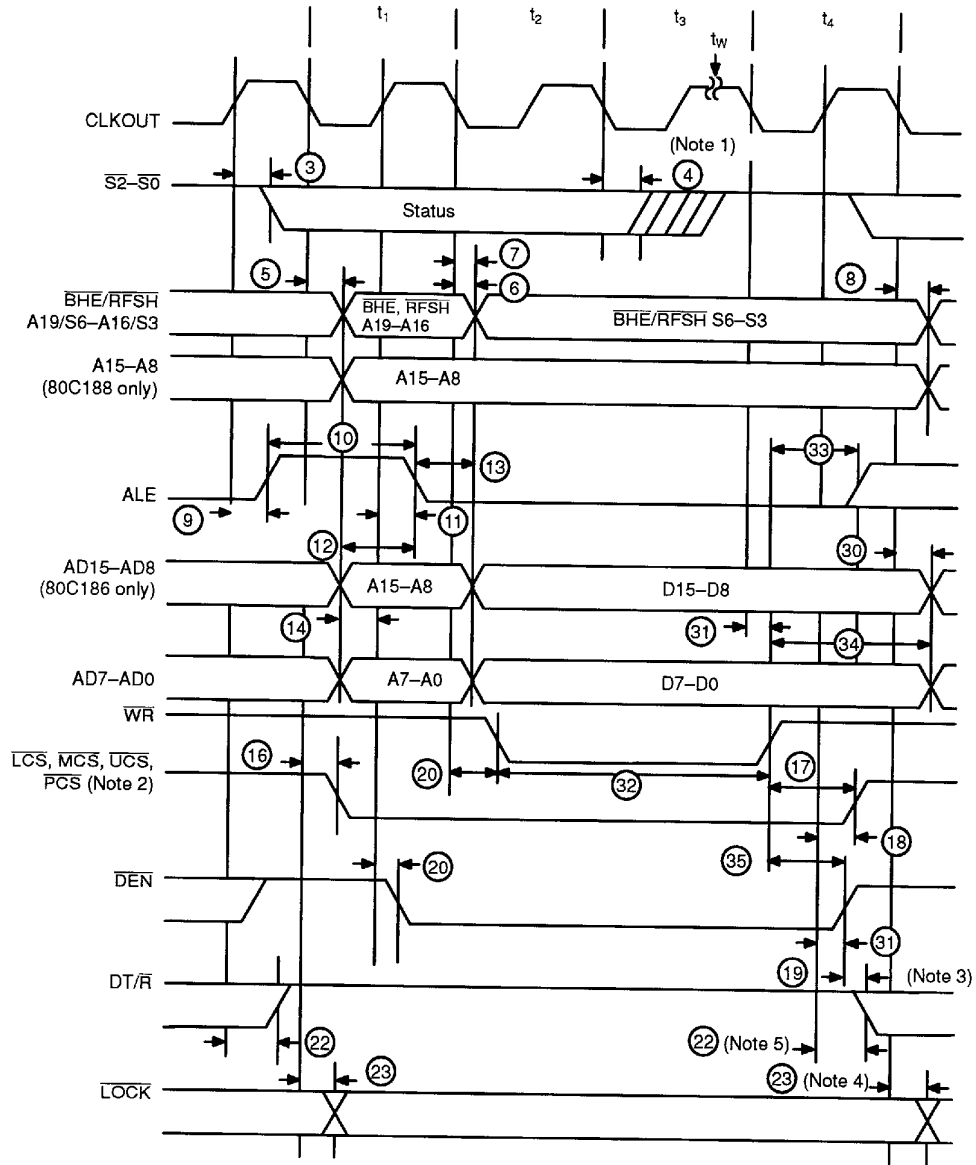 t1 t2 t3 t4
tW
CLKOUT
(Note 1)
S2–S0 3 4
Status
7
5 6 8
BHE/RFSH BHE, RFSH
A19/S6–A16/S3 A19–A16 BHE/RFSH S6–S3
A15–A8 A15–A8
(80C188 only)
10 13 33
ALE
9 11
12 30
AD15–AD8 A15–A8 D15–D8
(80C186 only)
14 31 34
AD7–AD0 A7–A0 D7–D0
WR
LCS, MCS, UCS, 16 20 32 17
PCS (Note 2)
18
20 35
DEN
31
19 (Note 3)
DT/R
22 22 (Note 5)
23 23 (Note 4)
LOCK